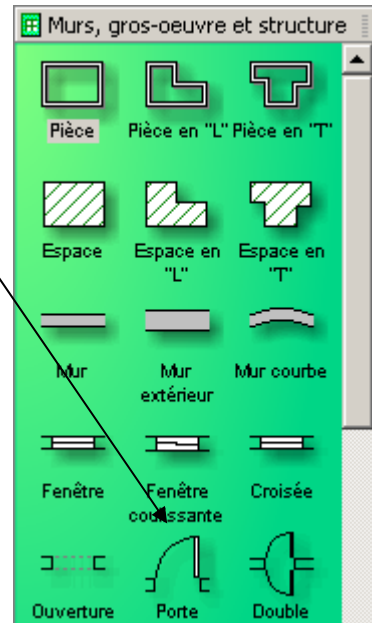 Murs, gros-oeuvre et structure
Pièce
Pièce en "L"
Pièce en "T"
Espace
Espace en
"L"
Espace en
"T"
Mur
Mur
extérieur
Mur courbe
Fenêtre
Fenêtre
coulissante
Croisée
Ouverture
Porte
Double